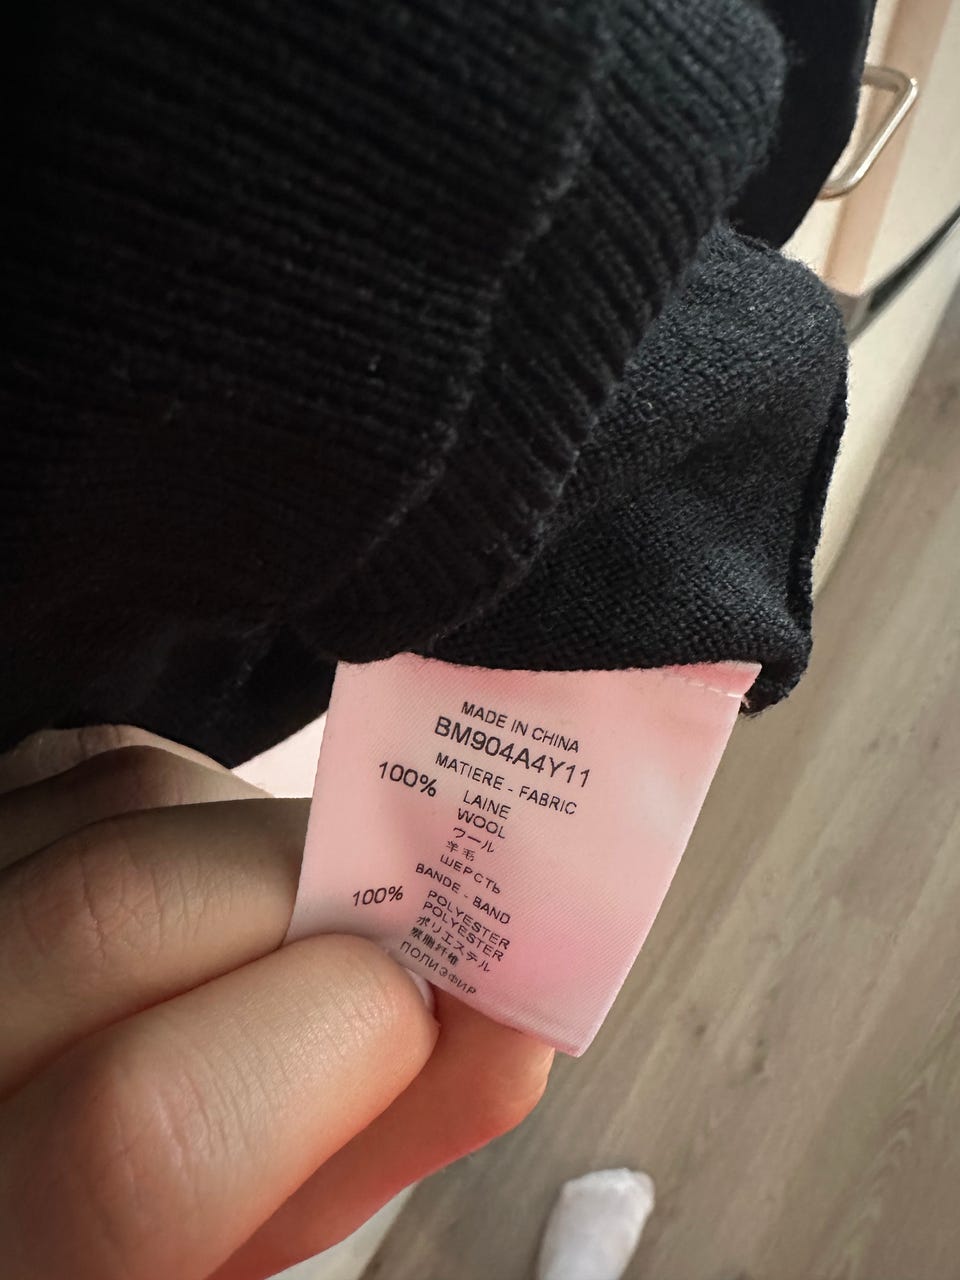 MADE IN CHINA
BM904A4Y11
MATIERE - FABRIC
100% LAINE
WOOL
ウール
羊毛
ШЕРСТЬ
BANDE - BAND
100% POLYESTER
POLYESTER
ポリエステル
聚脂纤维
ПОЛИЭФИР